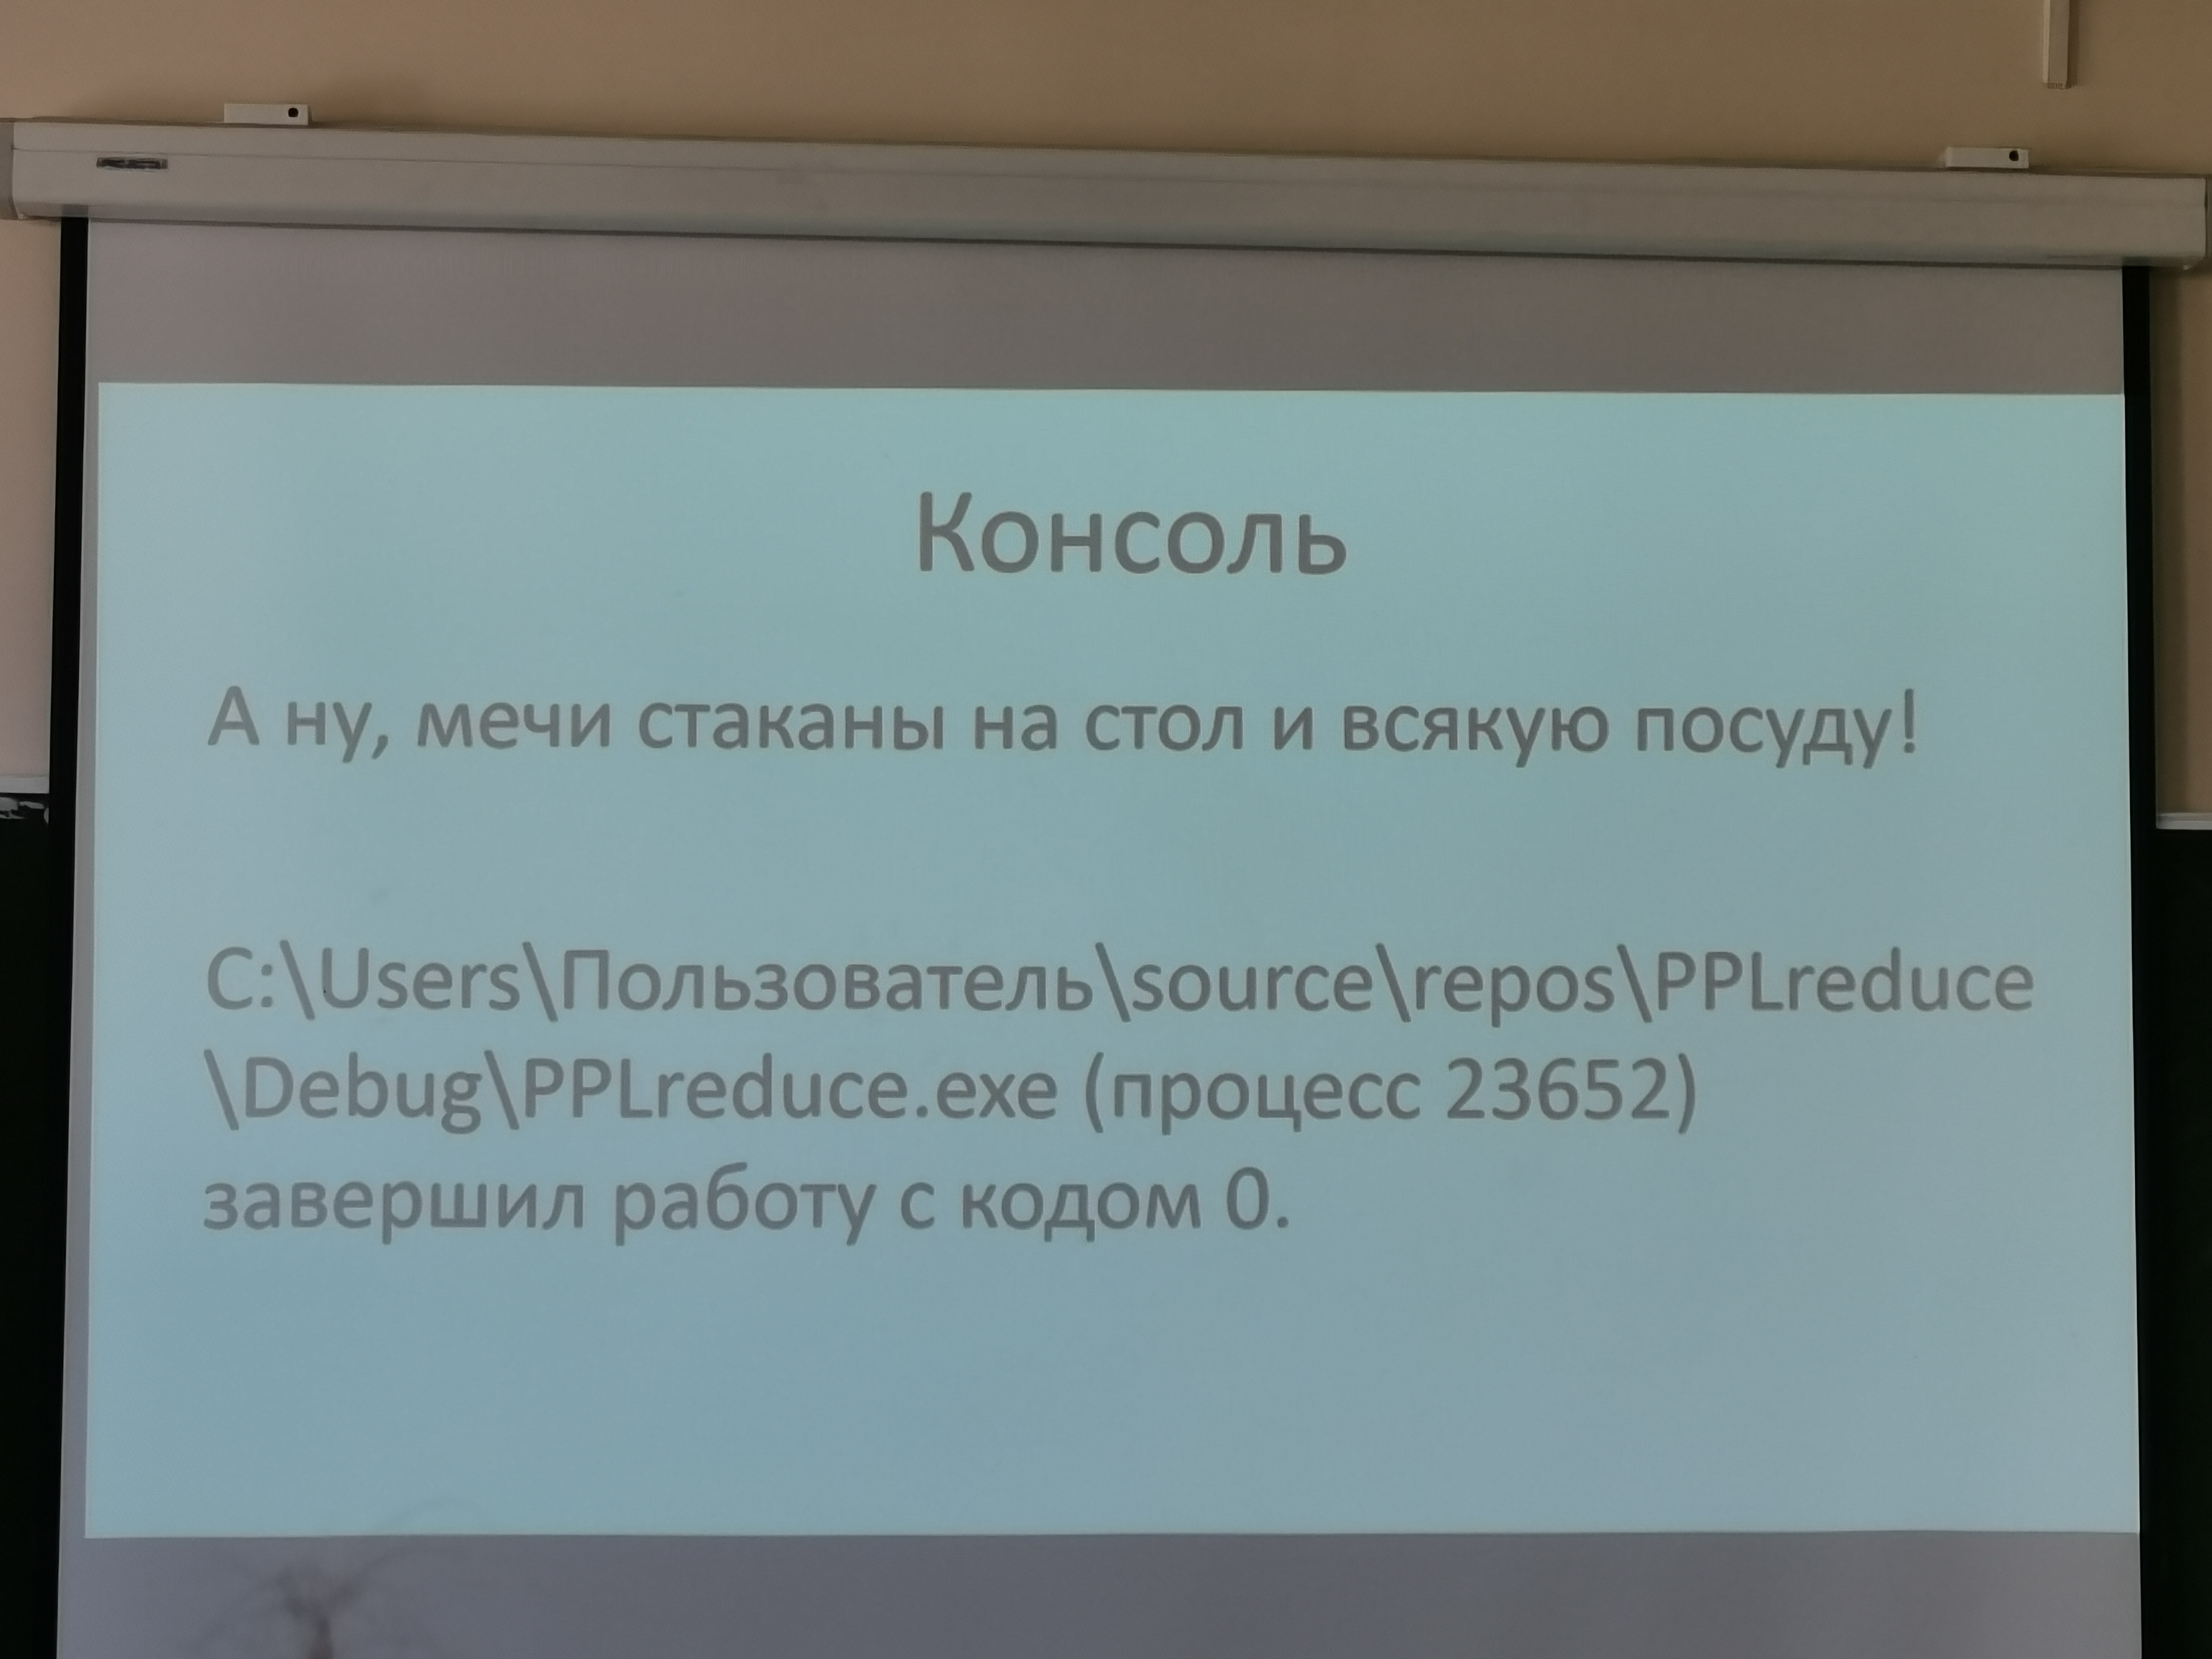 Консоль
А ну, мечи стаканы на стол и всякую посуду!
C:\Users\Пользователь\source\repos\PPLreduce
\Debug\PPLreduce.exe (процесс 23652)
завершил работу с кодом 0.